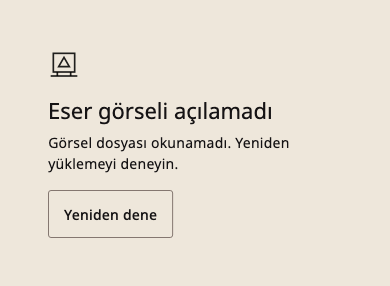 Eser görseli açılamadı
Görsel dosyası okunamadı. Yeniden
yüklemeyi deneyin.
Yeniden dene